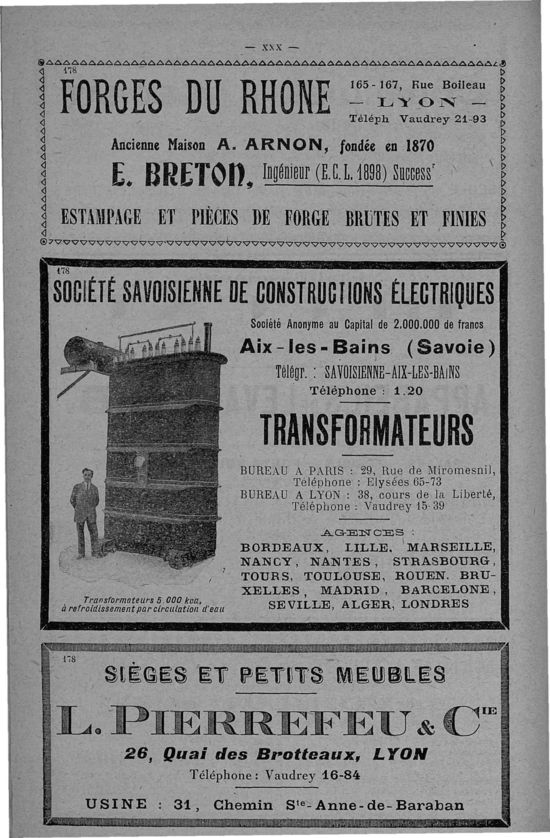 — XXX —
178
FORGES DU RHONE
165-167, Rue Boileau
— LYON —
Téléph Vaudrey 21-93
Ancienne Maison A. ARNON, fondée en 1870
E. BRETON, Ingénieur (E.C.L. 1898) Success^r
ESTAMPAGE ET PIÈCES DE FORGE BRUTES ET FINIES
178
SOCIÉTÉ SAVOISIENNE DE CONSTRUCTIONS ÉLECTRIQUES
Société Anonyme au Capital de 2.000.000 de francs
Aix-les-Bains (Savoie)
Télégr. : SAVOISIENNE-AIX-LES-BAINS
Téléphone : 1.20
TRANSFORMATEURS
BUREAU A PARIS : 29, Rue de Miromesnil,
Téléphone : Elysées 65-73
BUREAU A LYON : 38, cours de la Liberté,
Téléphone : Vaudrey 15-39
AGENCES :
BORDEAUX, LILLE, MARSEILLE,
NANCY, NANTES, STRASBOURG,
TOURS, TOULOUSE, ROUEN, BRU-
XELLES, MADRID, BARCELONE,
SEVILLE, ALGER, LONDRES
Transformateurs 5.000 kva,
à refroidissement par circulation d'eau
178
SIÈGES ET PETITS MEUBLES
L. PIERREFEU & C^IE
26, Quai des Brotteaux, LYON
Téléphone : Vaudrey 16-84
USINE : 31, Chemin S^te-Anne-de-Baraban